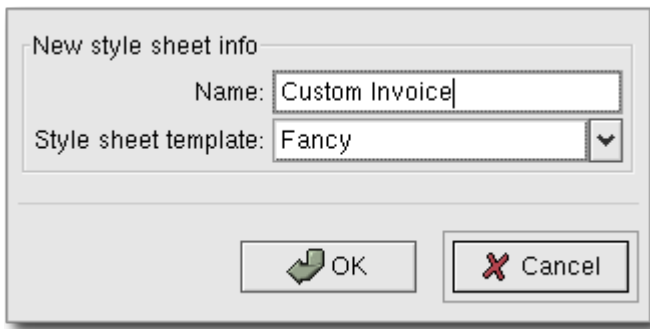 New style sheet info
Name: Custom Invoice
Style sheet template: Fancy
OK Cancel